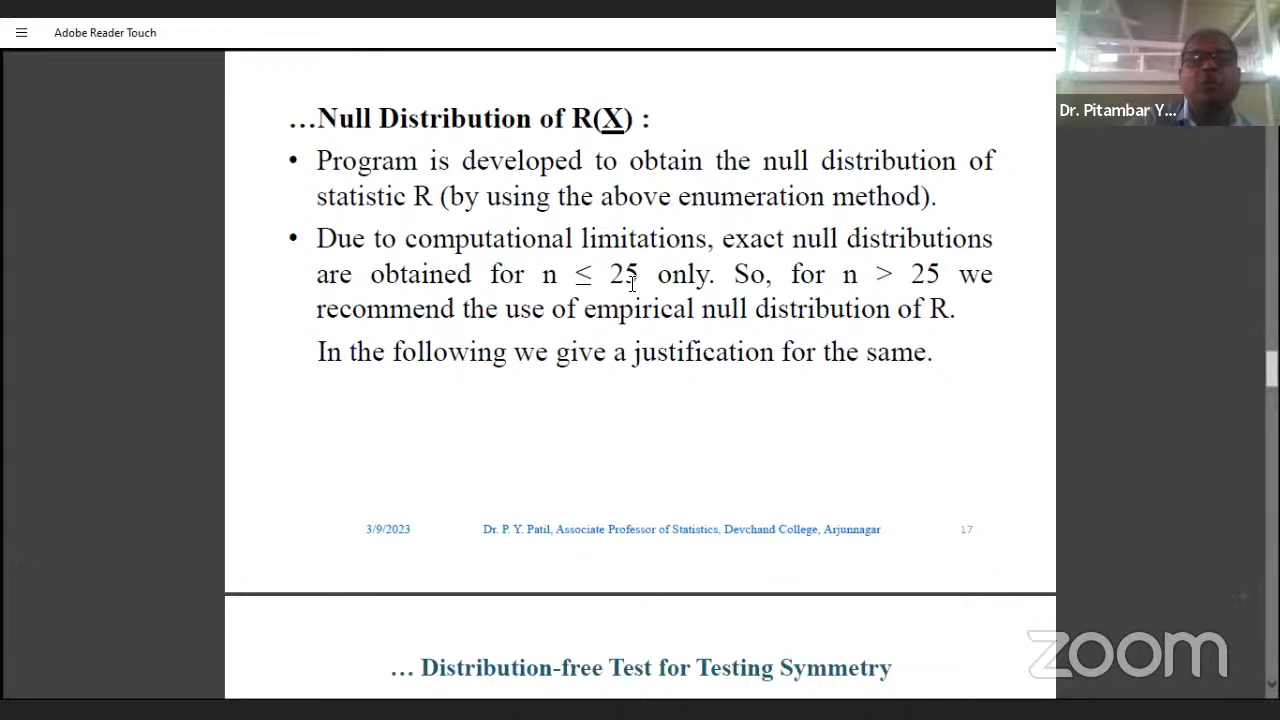 Adobe Reader Touch
Dr. Pitambar Y...
...Null Distribution of R(X) :
• Program is developed to obtain the null distribution of
statistic R (by using the above enumeration method).
• Due to computational limitations, exact null distributions
are obtained for n ≤ 25 only. So, for n > 25 we
recommend the use of empirical null distribution of R.
In the following we give a justification for the same.
3/9/2023 Dr. P. Y. Patil, Associate Professor of Statistics, Devchand College, Arjunnagar 17
... Distribution-free Test for Testing Symmetry
zoom